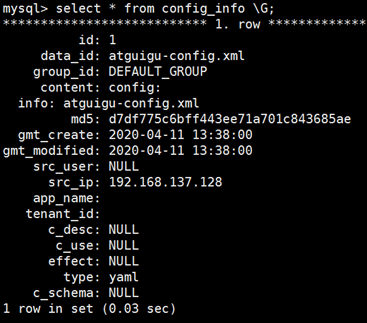 mysql> select * from config_info \G;
*************************** 1. row *************
id: 1
data_id: atguigu-config.xml
group_id: DEFAULT_GROUP
content: config:
info: atguigu-config.xml
md5: d7df775c6bff443ee71a701c843685ae
gmt_create: 2020-04-11 13:38:00
gmt_modified: 2020-04-11 13:38:00
src_user: NULL
src_ip: 192.168.137.128
app_name:
tenant_id:
c_desc: NULL
c_use: NULL
effect: NULL
type: yaml
c_schema: NULL
1 row in set (0.03 sec)